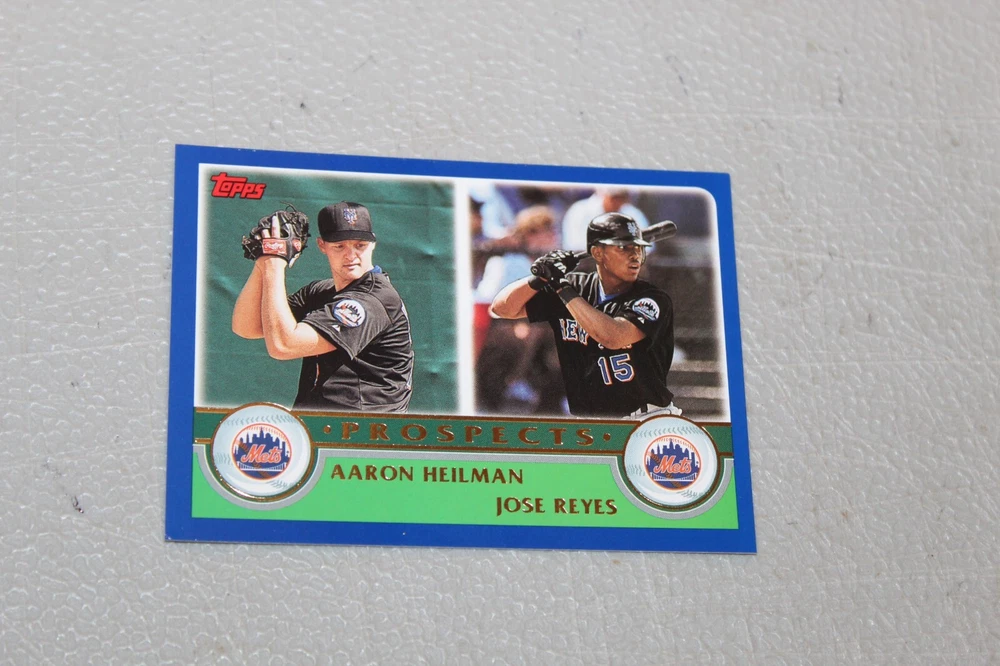 Topps
NEW
15
· PROSPECTS ·
Mets
Mets
AARON HEILMAN
JOSE REYES